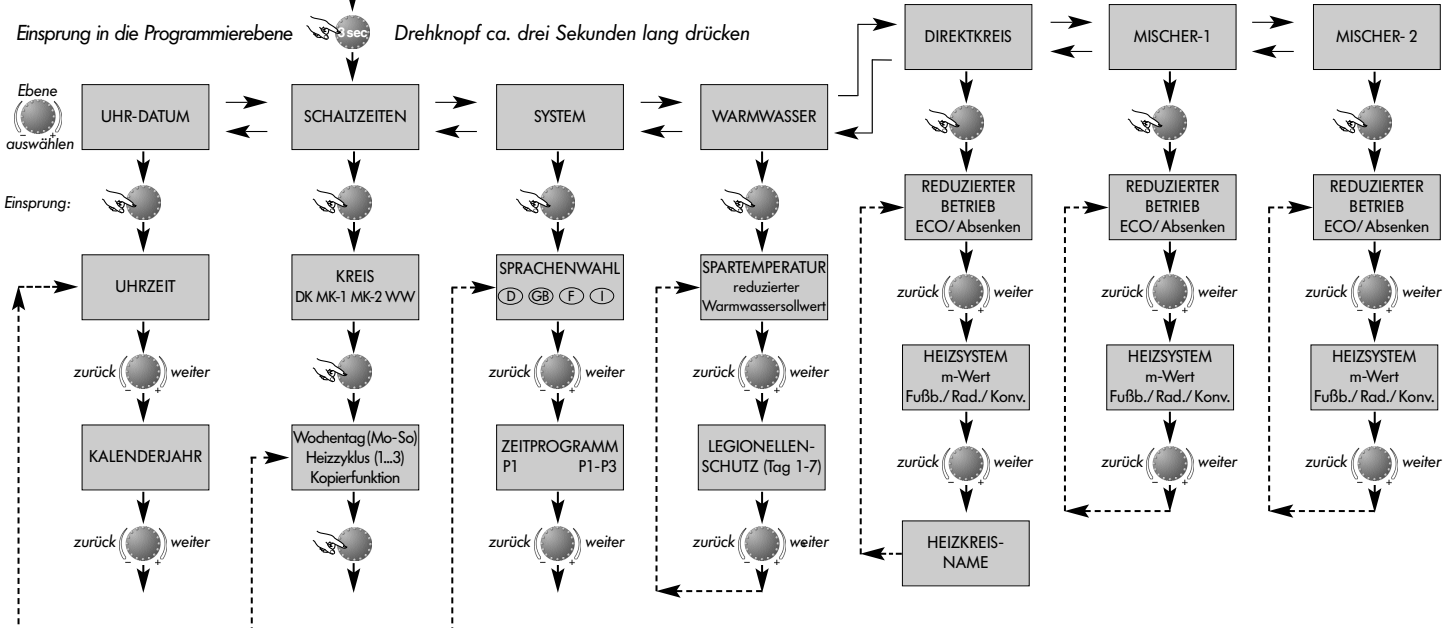 Einsprung in die Programmierebene
3 sec
Drehknopf ca. drei Sekunden lang drücken
Ebene
- +
auswählen
UHR-DATUM
SCHALTZEITEN
SYSTEM
WARMWASSER
DIREKTKREIS
MISCHER-1
MISCHER- 2
Einsprung:
UHRZEIT
zurück - + weiter
KALENDERJAHR
zurück - + weiter
KREIS
DK MK-1 MK-2 WW
Wochentag (Mo-So)
Heizzyklus (1...3)
Kopierfunktion
SPRACHENWAHL
D GB F I
zurück - + weiter
ZEITPROGRAMM
P1 P1-P3
zurück - + weiter
SPARTEMPERATUR
reduzierter
Warmwassersollwert
zurück - + weiter
LEGIONELLEN-
SCHUTZ (Tag 1-7)
zurück - + weiter
REDUZIERTER
BETRIEB
ECO/ Absenken
zurück - + weiter
HEIZSYSTEM
m-Wert
Fußb./ Rad./ Konv.
zurück - + weiter
HEIZKREIS-
NAME
REDUZIERTER
BETRIEB
ECO/ Absenken
zurück - + weiter
HEIZSYSTEM
m-Wert
Fußb./ Rad./ Konv.
zurück - + weiter
REDUZIERTER
BETRIEB
ECO/ Absenken
zurück - + weiter
HEIZSYSTEM
m-Wert
Fußb./ Rad./ Konv.
zurück - + weiter